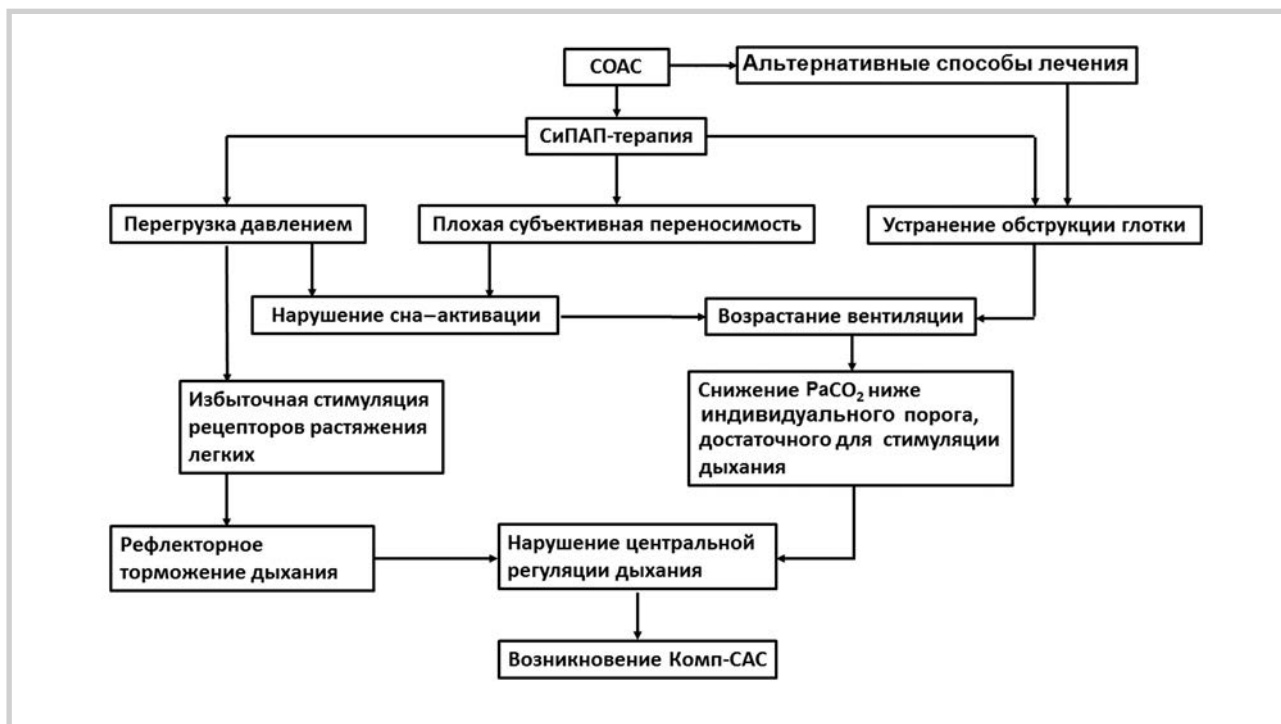 СОАС
Альтернативные способы лечения
СиПАП-терапия
Перегрузка давлением
Плохая субъективная переносимость
Устранение обструкции глотки
Нарушение сна–активации
Возрастание вентиляции
Избыточная стимуляция
рецепторов растяжения
легких
Снижение PaCO₂ ниже
индивидуального порога,
достаточного для стимуляции
дыхания
Рефлекторное
торможение дыхания
Нарушение центральной
регуляции дыхания
Возникновение Комп-САС